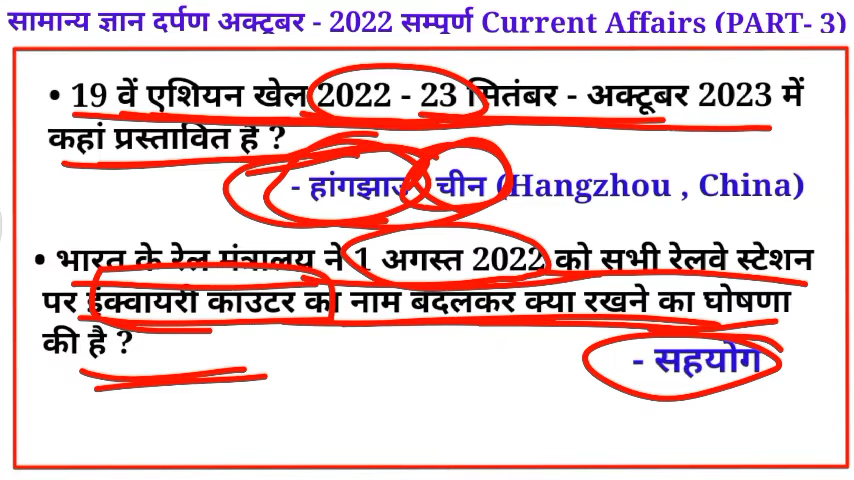 सामान्य ज्ञान दर्पण अक्टूबर - 2022 सम्पूर्ण Current Affairs (PART- 3)
• 19 वें एशियन खेल 2022 - 23 सितंबर - अक्टूबर 2023 में
कहां प्रस्तावित है ?
- हांगझाउ चीन (Hangzhou , China)
• भारत के रेल मंत्रालय ने 1 अगस्त 2022 को सभी रेलवे स्टेशन
पर इंक्वायरी काउंटर का नाम बदलकर क्या रखने का घोषणा
की है ?
- सहयोग